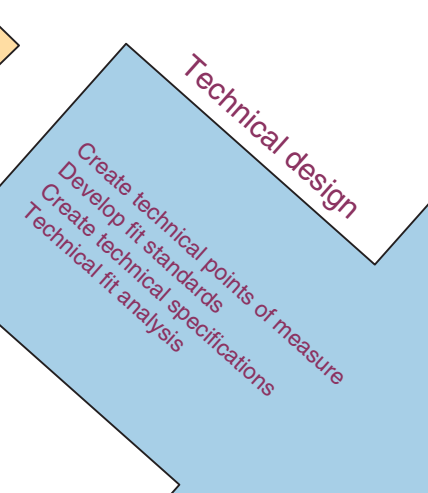 Technical design
Create technical points of measure
Develop fit standards
Create technical specifications
Technical fit analysis